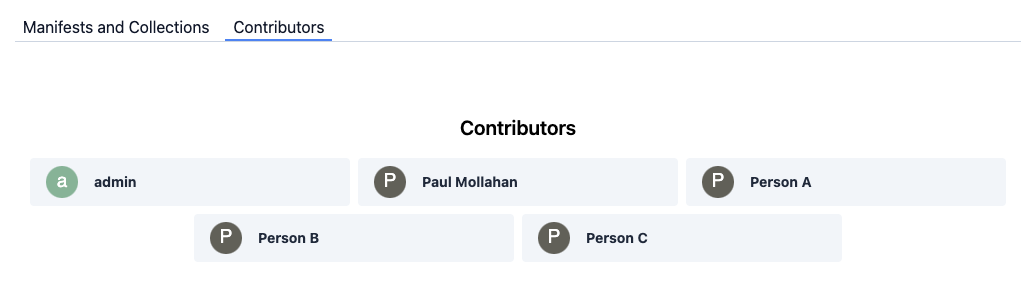 Manifests and Collections Contributors
Contributors
a admin P Paul Mollahan P Person A
P Person B P Person C